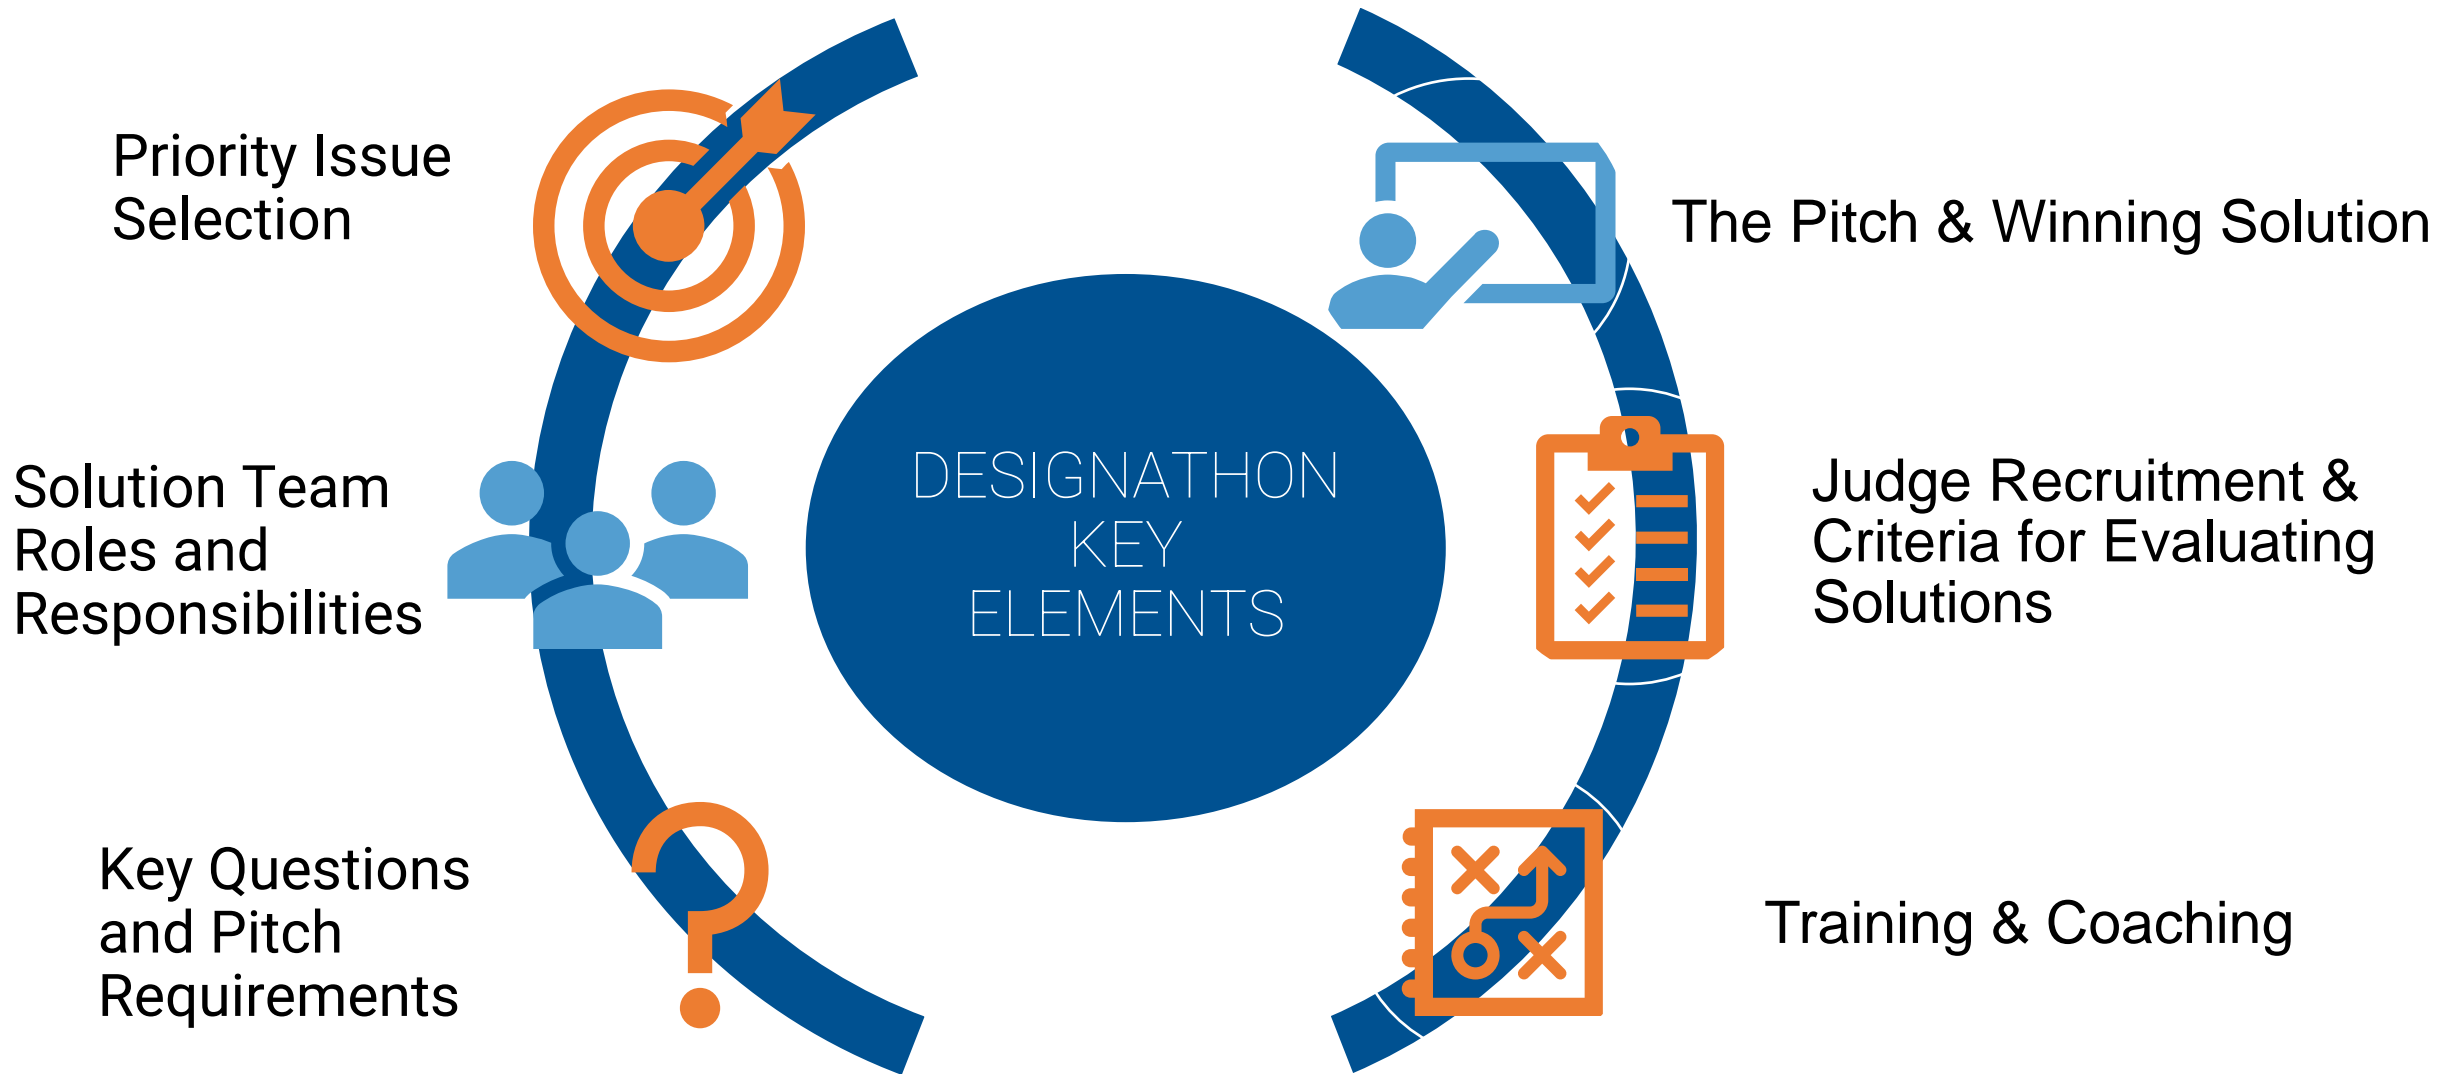 Priority Issue
Selection
Solution Team
Roles and
Responsibilities
Key Questions
and Pitch
Requirements
DESIGNATHON
KEY
ELEMENTS
The Pitch & Winning Solution
Judge Recruitment &
Criteria for Evaluating
Solutions
Training & Coaching